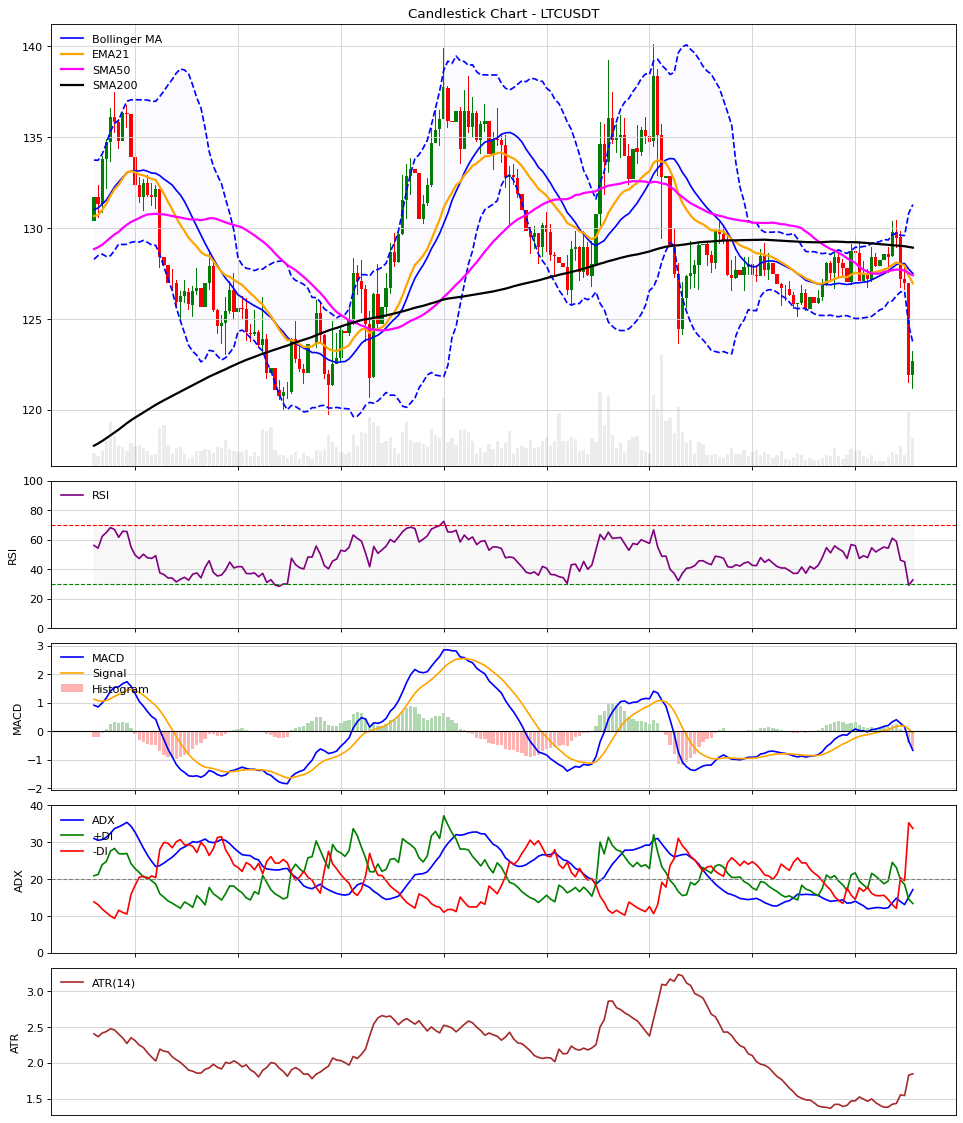 Candlestick Chart - LTCUSDT
Bollinger MA
EMA21
SMA50
SMA200
140
135
130
125
120
RSI
RSI
100
80
60
40
20
0
MACD
Signal
Histogram
MACD
3
2
1
0
−1
−2
ADX
+DI
-DI
ADX
40
30
20
10
0
ATR(14)
ATR
3.0
2.5
2.0
1.5